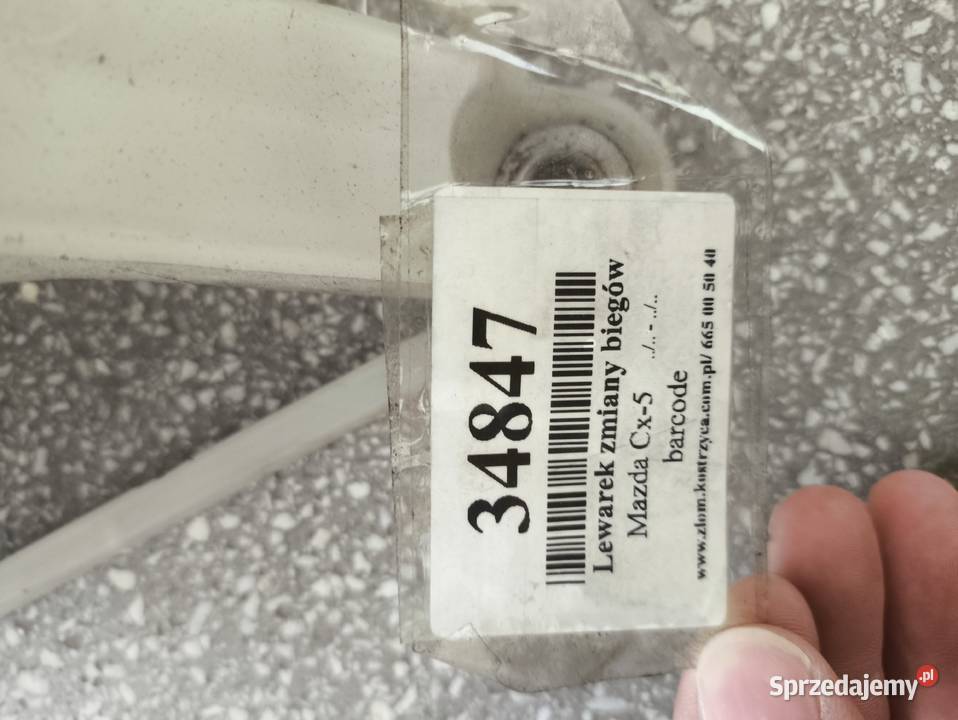 34847
Lewarek zmiany biegów
Mazda Cx-5 ../.. - ../..
barcode
www.zlom.kostrzyca.com.pl/ 665 00 50 40
Sprzedajemy.pl